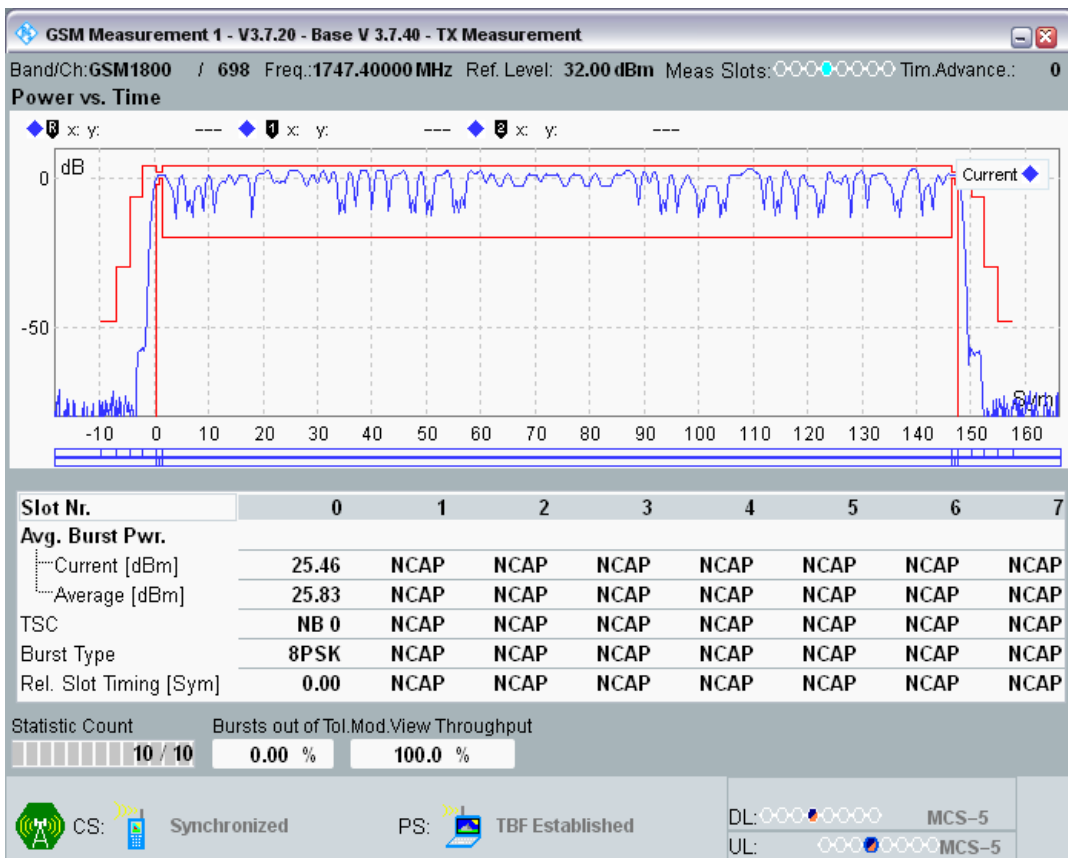 GSM Measurement 1 - V3.7.20 - Base V 3.7.40 - TX Measurement
Band/Ch:GSM1800 / 698 Freq.:1747.40000 MHz Ref. Level: 32.00 dBm Meas Slots: Tim.Advance.: 0
Power vs. Time
R x: y: --- 1 x: y: --- 2 x: y: ---
dB
Current
0
-50
Sym
-10 0 10 20 30 40 50 60 70 80 90 100 110 120 130 140 150 160
Slot Nr. 0 1 2 3 4 5 6 7
Avg. Burst Pwr.
Current [dBm] 25.46 NCAP NCAP NCAP NCAP NCAP NCAP NCAP
Average [dBm] 25.83 NCAP NCAP NCAP NCAP NCAP NCAP NCAP
TSC NB 0 NCAP NCAP NCAP NCAP NCAP NCAP NCAP
Burst Type 8PSK NCAP NCAP NCAP NCAP NCAP NCAP NCAP
Rel. Slot Timing [Sym] 0.00 NCAP NCAP NCAP NCAP NCAP NCAP NCAP
Statistic Count Bursts out of Tol.Mod.View Throughput
10 / 10 0.00 % 100.0 %
CS: Synchronized PS: TBF Established DL: MCS-5
UL: MCS-5